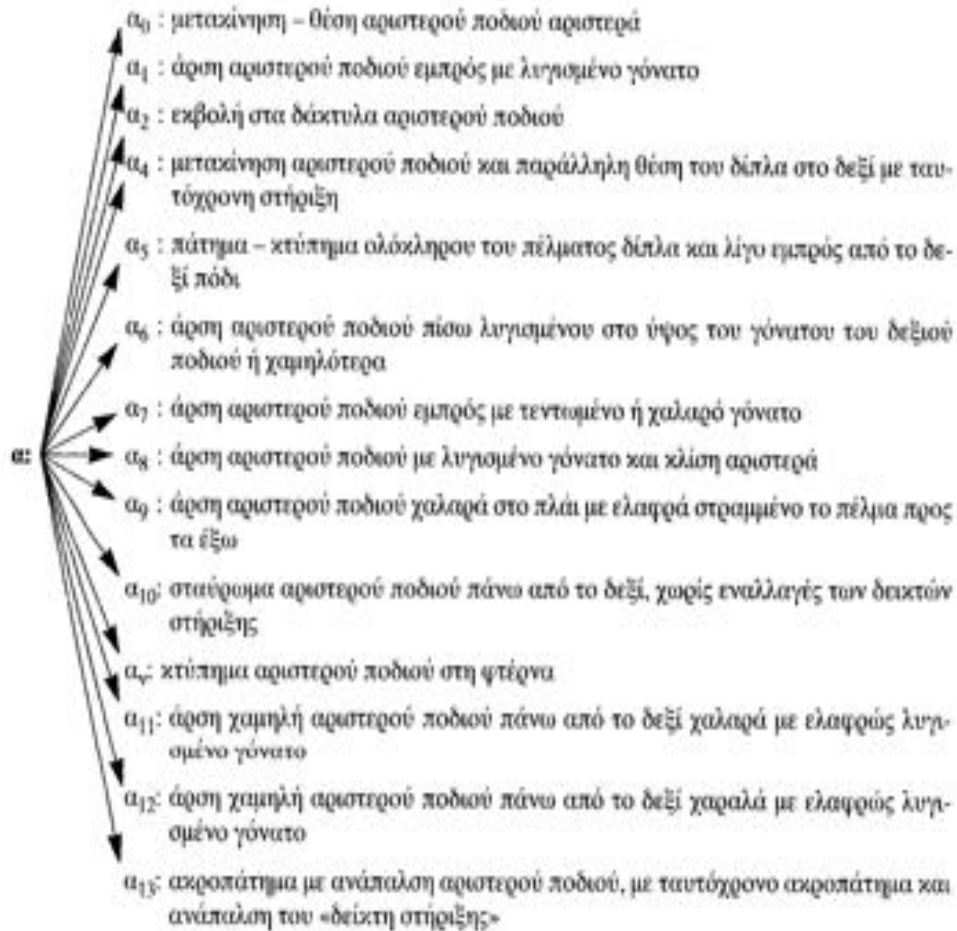 α₀ : μετακίνηση – θέση αριστερού ποδιού αριστερά
α₁ : άρση αριστερού ποδιού εμπρός με λυγισμένο γόνατο
α₂ : εκβολή στα δάκτυλα αριστερού ποδιού
α₄ : μετακίνηση αριστερού ποδιού και παράλληλη θέση του δίπλα στο δεξί με ταυ-
τόχρονη στήριξη
α₅ : πάτημα – κτύπημα ολόκληρου του πέλματος δίπλα και λίγο εμπρός από το δε-
ξί πόδι
α₆ : άρση αριστερού ποδιού πίσω λυγισμένου στο ύψος του γόνατου του δεξιού
ποδιού ή χαμηλότερα
α₇ : άρση αριστερού ποδιού εμπρός με τεντωμένο ή χαλαρό γόνατο
α:
α₈ : άρση αριστερού ποδιού με λυγισμένο γόνατο και κλίση αριστερά
α₉ : άρση αριστερού ποδιού χαλαρά στο πλάι με ελαφρά στραμμένο το πέλμα προς
τα έξω
α₁₀: σταύρωμα αριστερού ποδιού πάνω από το δεξί, χωρίς εναλλαγές των δεικτών
στήριξης
αᵥ: κτύπημα αριστερού ποδιού στη φτέρνα
α₁₁: άρση χαμηλή αριστερού ποδιού πάνω από το δεξί χαλαρά με ελαφρώς λυγι-
σμένο γόνατο
α₁₂: άρση χαμηλή αριστερού ποδιού πάνω από το δεξί χαραλά με ελαφρώς λυγι-
σμένο γόνατο
α₁₃: ακροπάτημα με ανάπαλση αριστερού ποδιού, με ταυτόχρονο ακροπάτημα και
ανάπαλση του «δείκτη στήριξης»